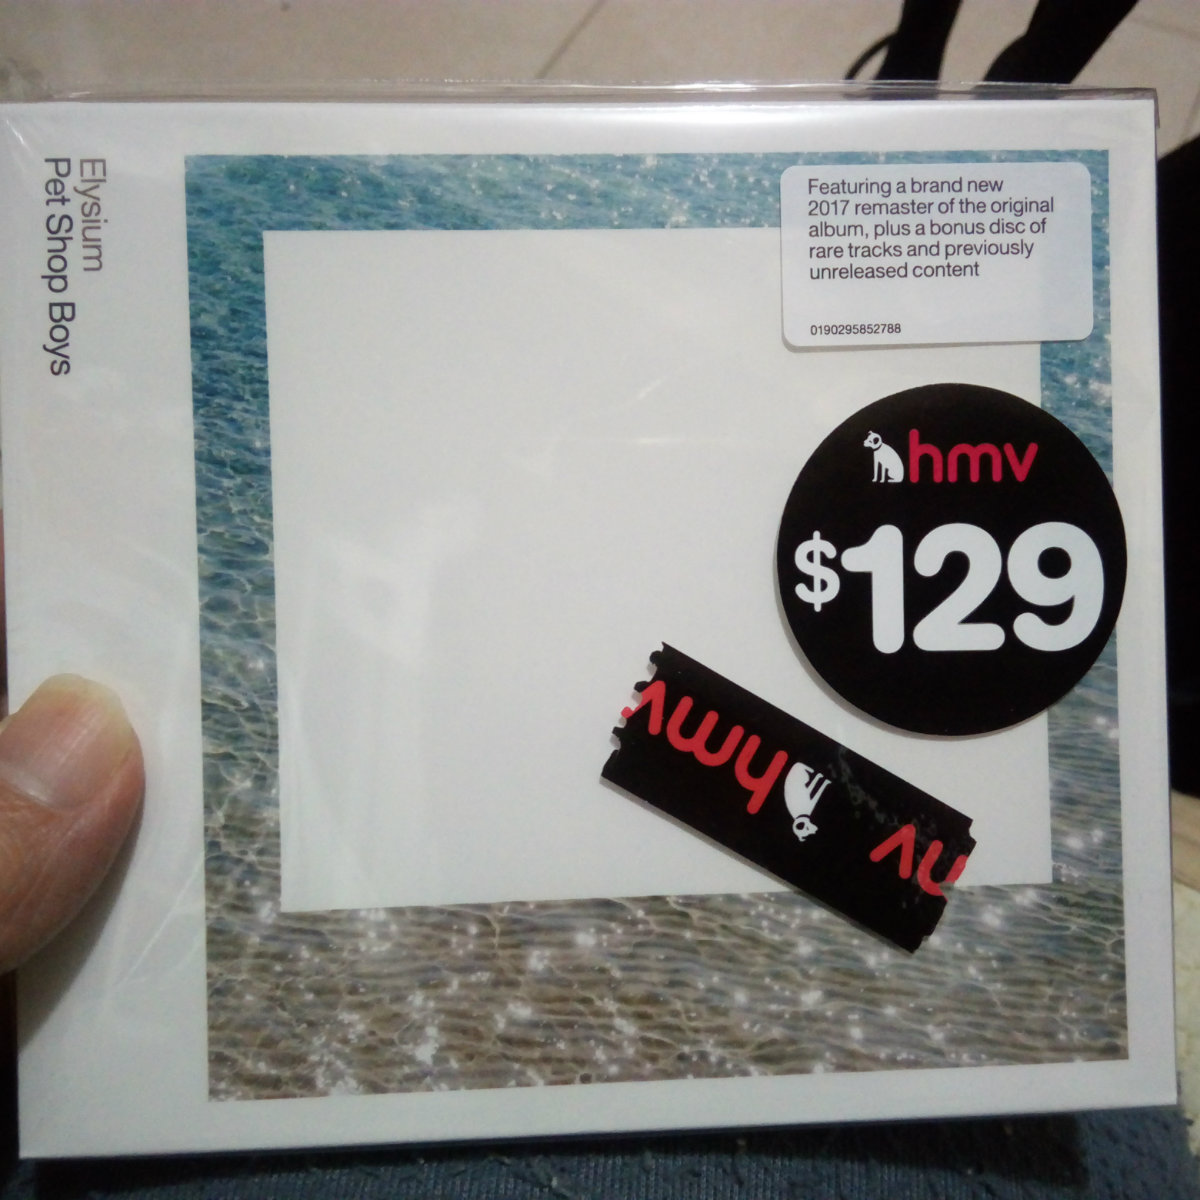 Elysium
Pet Shop Boys
Featuring a brand new
2017 remaster of the original
album, plus a bonus disc of
rare tracks and previously
unreleased content
0190295852788
hmv
$129
hmv